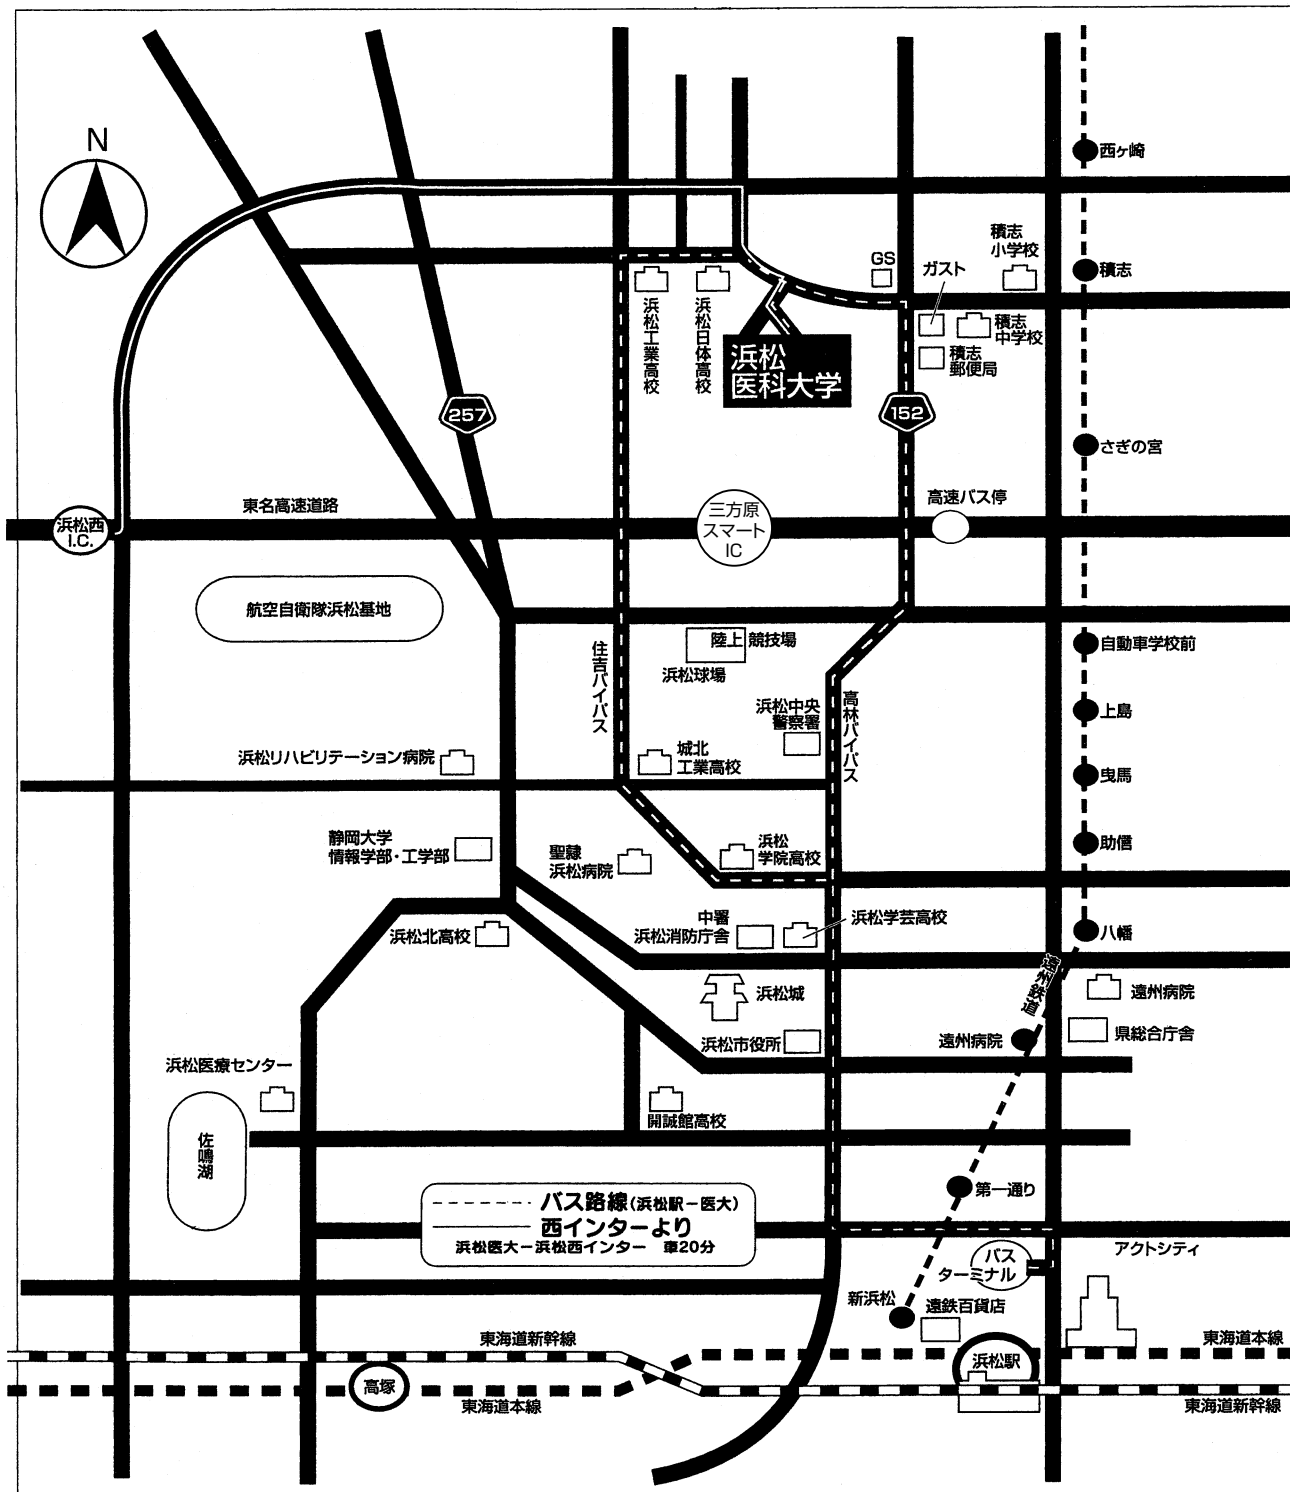 N
西ヶ崎
積志
小学校
GS
ガスト
積志
浜松工業高校
浜松日体高校
積志
中学校
積志
郵便局
浜松
医科大学
257
152
さぎの宮
東名高速道路
高速バス停
浜松西
I.C.
三方原
スマート
IC
航空自衛隊浜松基地
陸上競技場
浜松球場
自動車学校前
住吉バイパス
高林バイパス
浜松中央
警察署
上島
浜松リハビリテーション病院
城北
工業高校
曳馬
静岡大学
情報学部・工学部
聖隷
浜松病院
浜松
学院高校
助信
浜松北高校
中署
浜松消防庁舎
浜松学芸高校
八幡
遠州鉄道
浜松城
遠州病院
浜松市役所
遠州病院
県総合庁舎
浜松医療センター
開誠館高校
佐鳴湖
第一通り
バス路線(浜松駅－医大)
西インターより
浜松医大－浜松西インター 車20分
バス
ターミナル
アクトシティ
新浜松
遠鉄百貨店
東海道新幹線
東海道本線
浜松駅
高塚
東海道本線
東海道新幹線